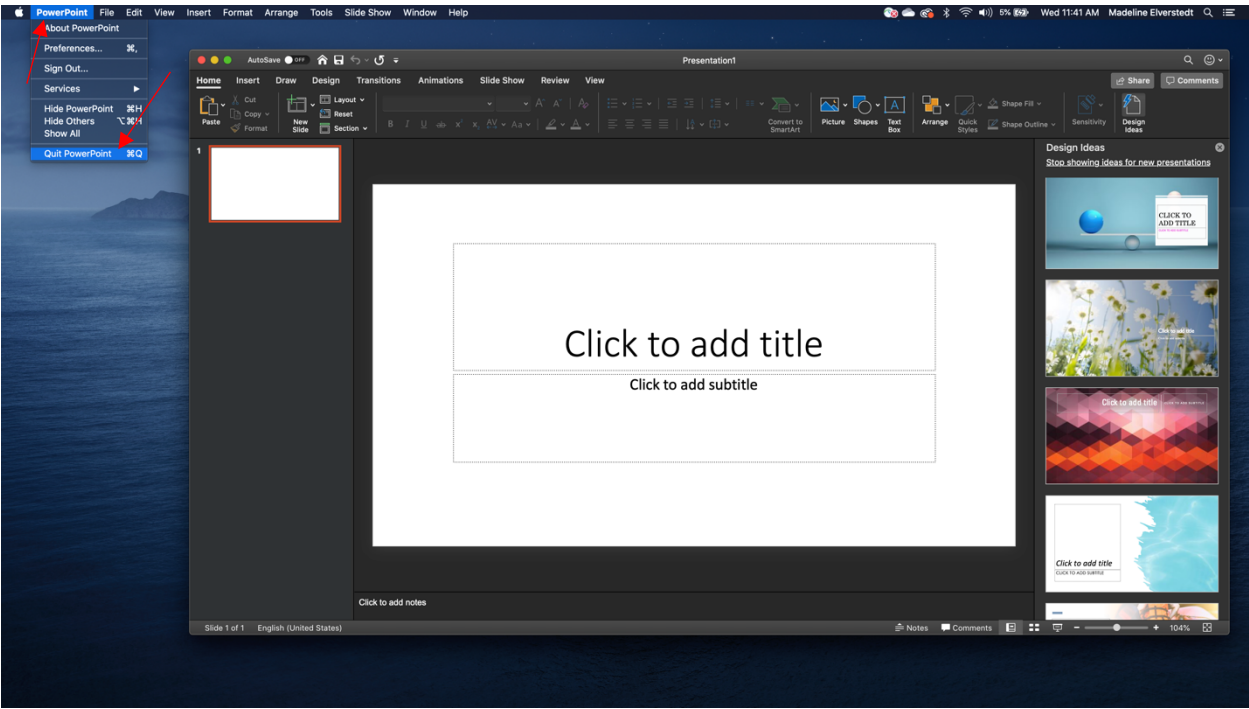 PowerPoint File Edit View Insert Format Arrange Tools Slide Show Window Help 5% Wed 11:41 AM Madeline Elverstedt
About PowerPoint
Preferences... ⌘,
Sign Out...
Services
Hide PowerPoint ⌘H
Hide Others ⌥⌘H
Show All
Quit PowerPoint ⌘Q
AutoSave OFF Presentation1
Home Insert Draw Design Transitions Animations Slide Show Review View Share Comments
Paste
Cut
Copy
Format
New Slide
Layout
Reset
Section
B I U ab x² x₂ AV Aa A
Convert to SmartArt
Picture
Shapes
Text Box
Arrange
Quick Styles
Shape Fill
Shape Outline
Sensitivity
Design Ideas
1
Click to add title
Click to add subtitle
Click to add notes
Design Ideas
Stop showing ideas for new presentations
CLICK TO
ADD TITLE
Click to add title
Click to add title
Click to add title
CLICK TO ADD SUBTITLE
Slide 1 of 1 English (United States) Notes Comments 104%